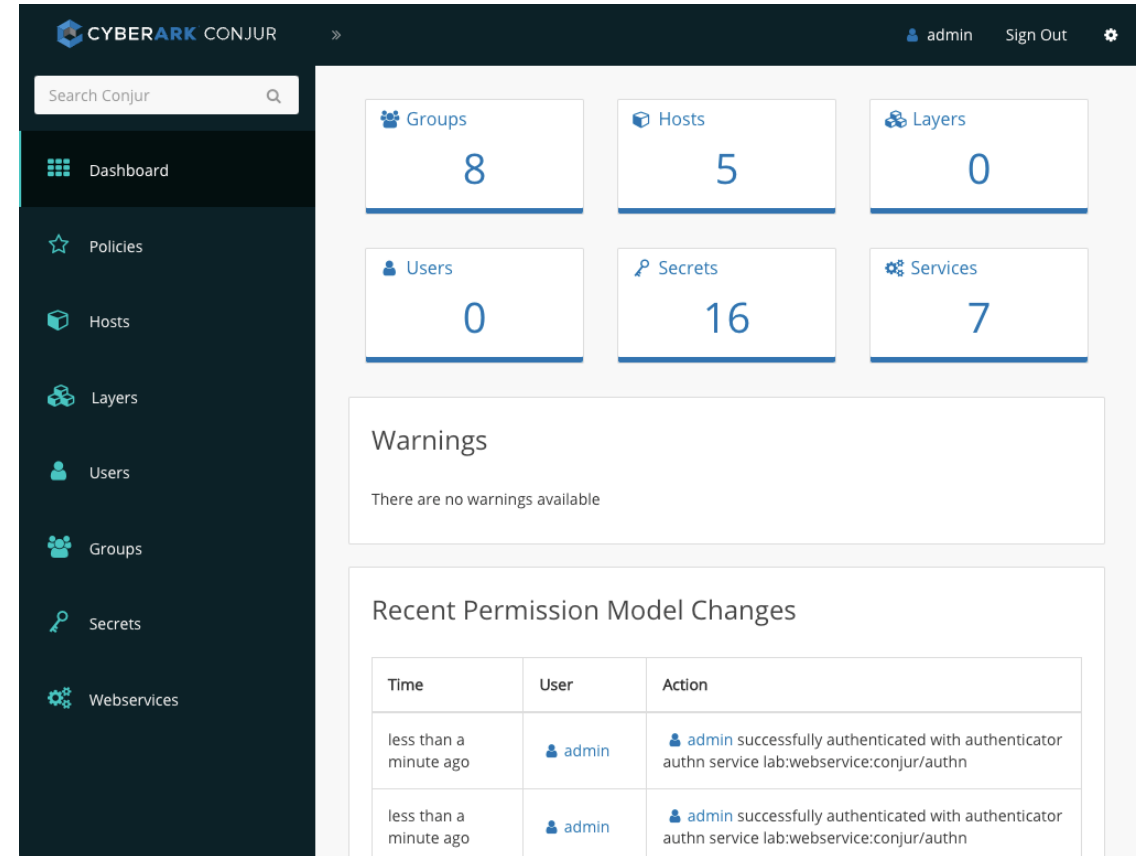 CYBERARK CONJUR
»
admin
Sign Out
Search Conjur
Dashboard
Policies
Hosts
Layers
Users
Groups
Secrets
Webservices
Groups
8
Hosts
5
Layers
0
Users
0
Secrets
16
Services
7
Warnings
There are no warnings available
Recent Permission Model Changes
Time User Action
less than a
minute ago
admin
admin successfully authenticated with authenticator
authn service lab:webservice:conjur/authn
less than a
minute ago
admin
admin successfully authenticated with authenticator
authn service lab:webservice:conjur/authn